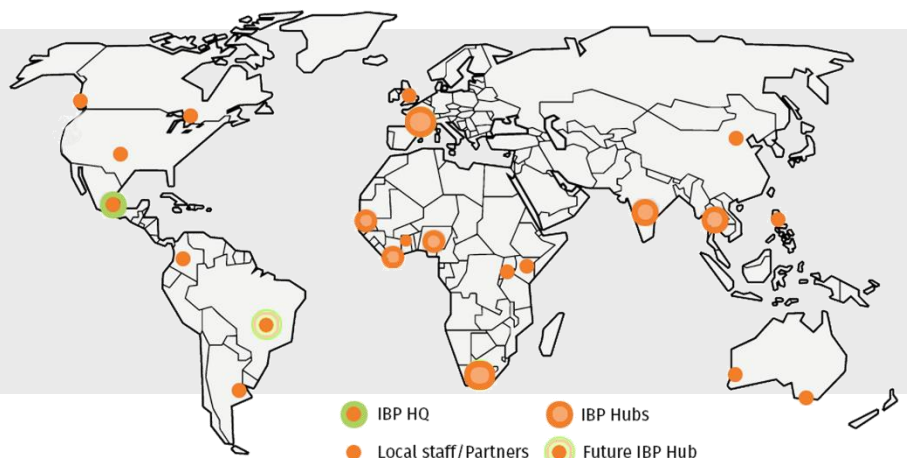 IBP HQ
IBP Hubs
Local staff/Partners
Future IBP Hub